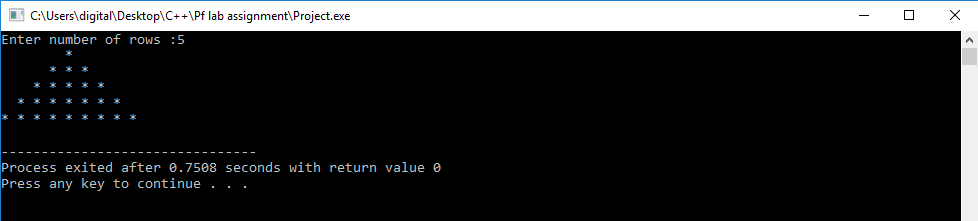 C:\Users\digital\Desktop\C++\Pf lab assignment\Project.exe
Enter number of rows :5
        *
      * * *
    * * * * *
  * * * * * * *
* * * * * * * * *

--------------------------------
Process exited after 0.7508 seconds with return value 0
Press any key to continue . . .